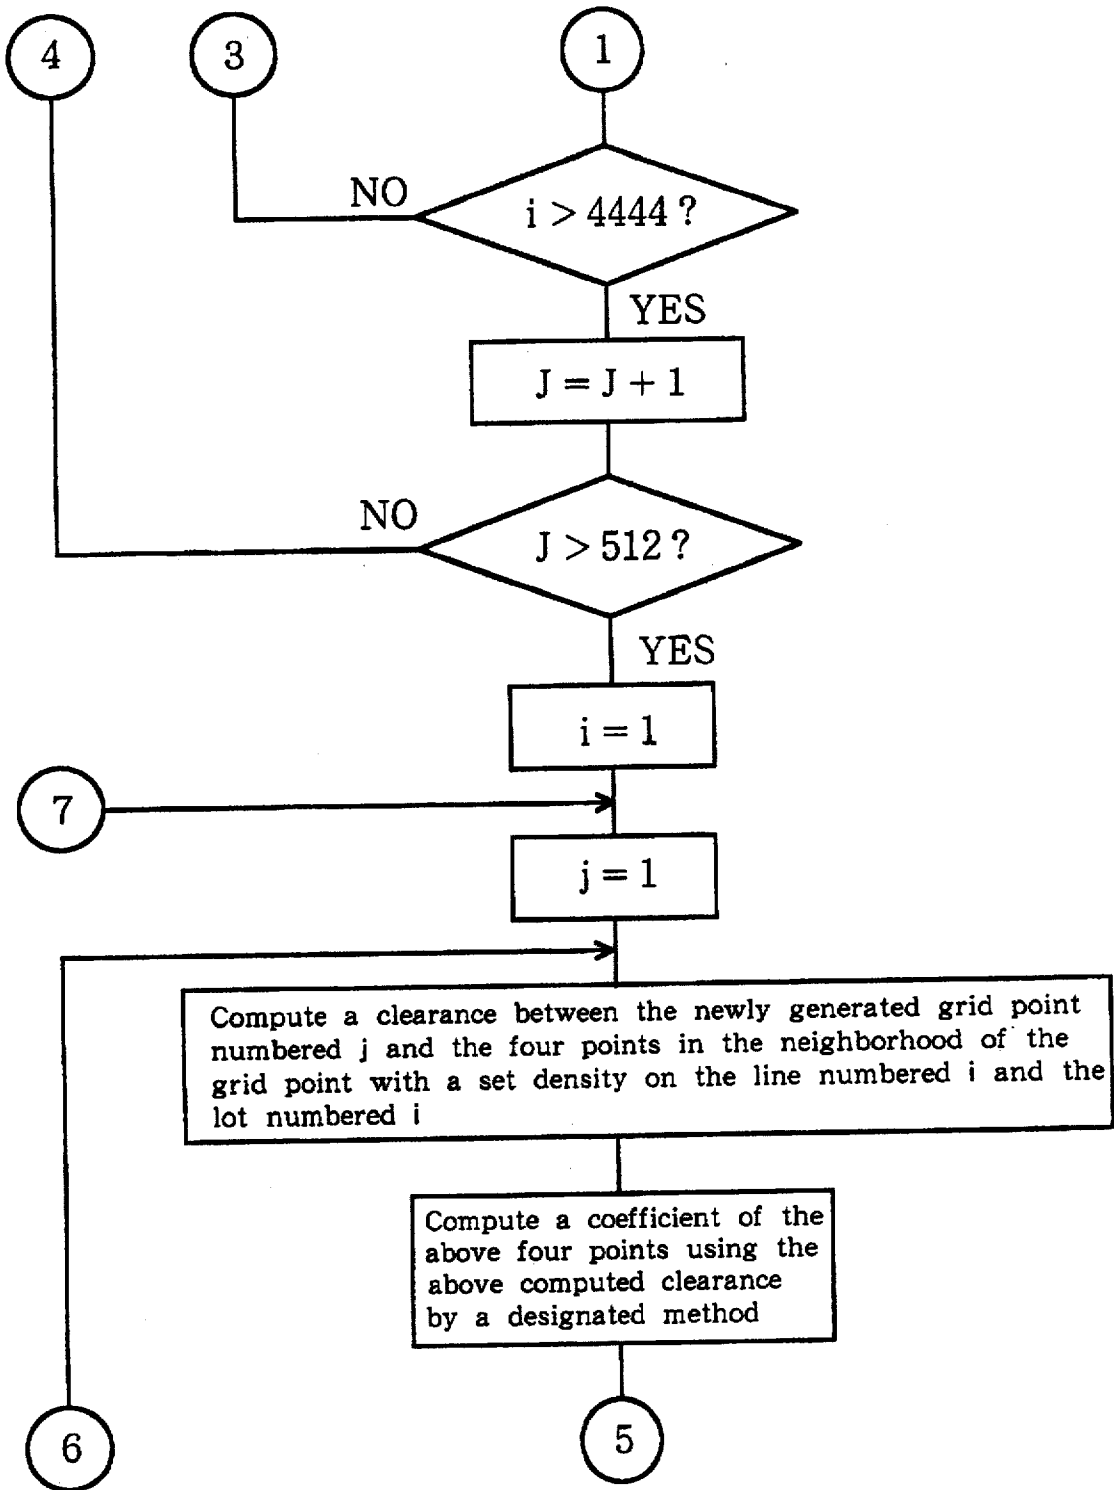 4
3
1
NO
i > 4444 ?
YES
J = J + 1
NO
J > 512 ?
YES
i = 1
7
j = 1
Compute a clearance between the newly generated grid point
numbered j and the four points in the neighborhood of the
grid point with a set density on the line numbered i and the
lot numbered i
Compute a coefficient of the
above four points using the
above computed clearance
by a designated method
6
5